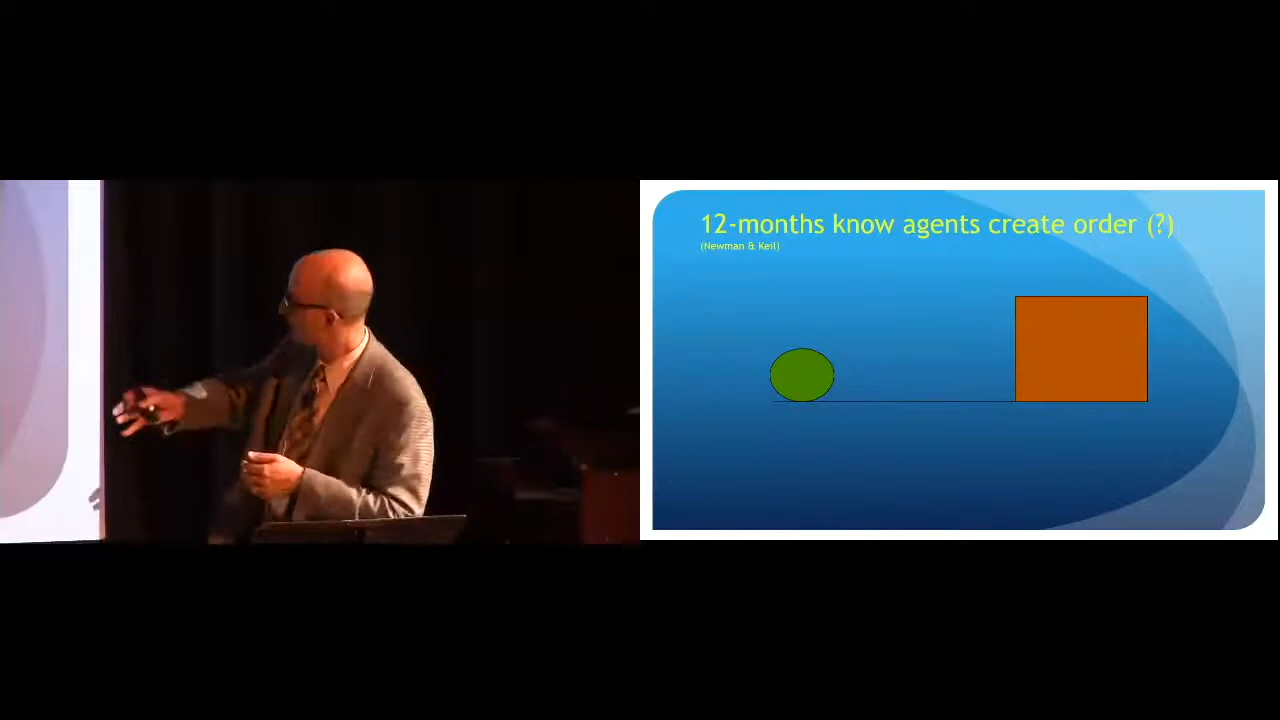 12-months know agents create order (?)
(Newman & Keil)